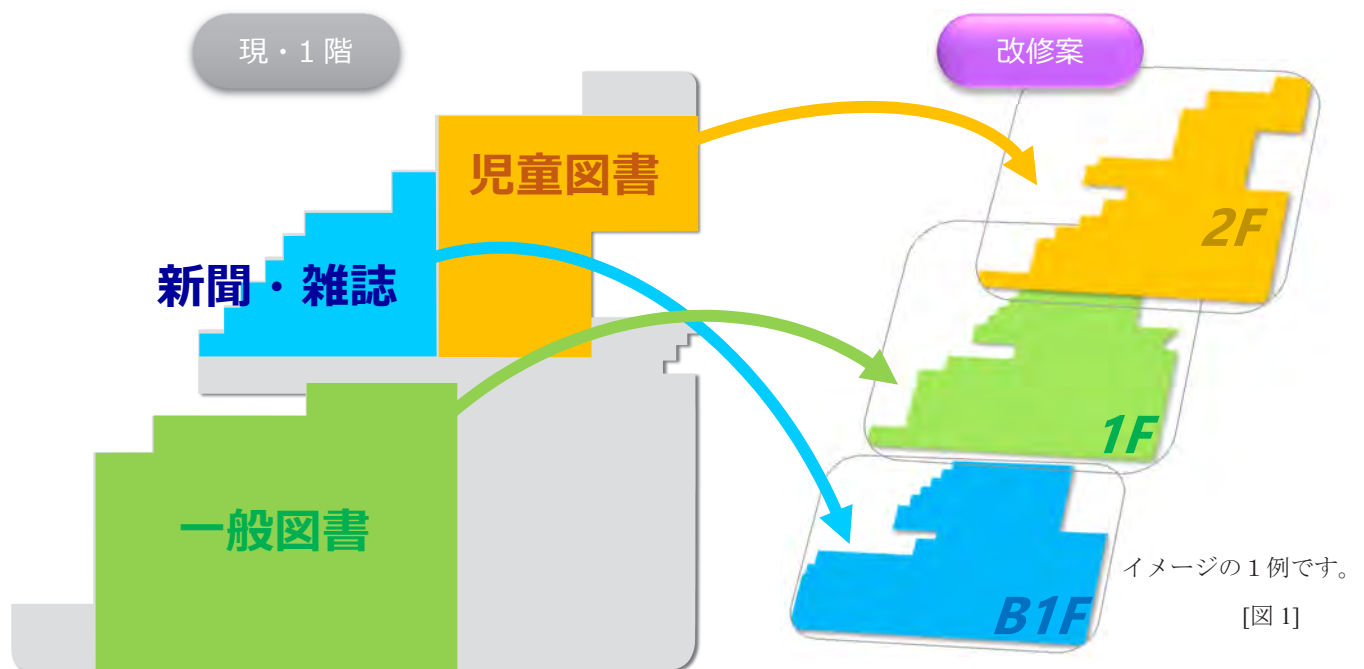 現・1 階
改修案
児童図書
2F
新聞・雑誌
1F
一般図書
イメージの 1 例です。
B1F
[図 1]